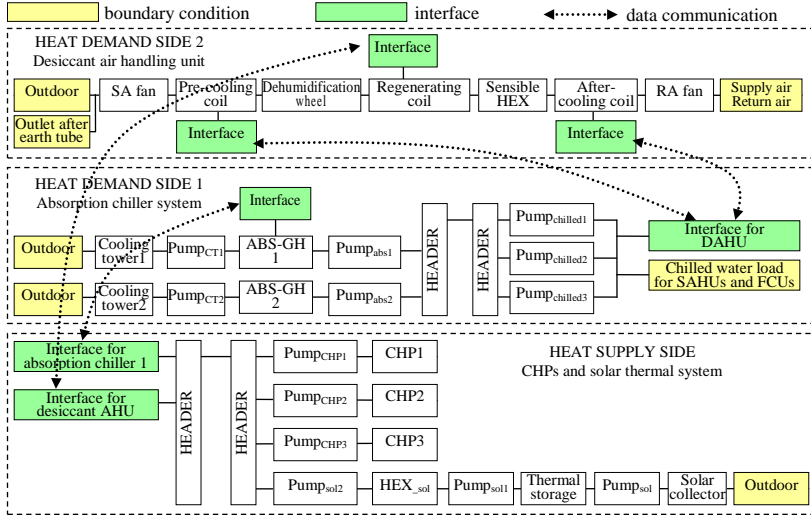 boundary condition
interface
data communication
HEAT DEMAND SIDE 2
Desiccant air handling unit
Interface
Outdoor
SA fan
Pre-cooling
coil
Dehumidification
wheel
Regenerating
coil
Sensible
HEX
After-
cooling coil
RA fan
Supply air
Return air
Outlet after
earth tube
Interface
Interface
HEAT DEMAND SIDE 1
Absorption chiller system
Interface
Outdoor
Cooling
tower1
PumpCT1
ABS-GH
1
Pumpabs1
HEADER
HEADER
Pumpchilled1
Pumpchilled2
Pumpchilled3
Interface for
DAHU
Chilled water load
for SAHUs and FCUs
Outdoor
Cooling
tower2
PumpCT2
ABS-GH
2
Pumpabs2
Interface for
absorption chiller 1
Interface for
desiccant AHU
HEADER
HEADER
PumpCHP1
CHP1
HEAT SUPPLY SIDE
CHPs and solar thermal system
PumpCHP2
CHP2
PumpCHP3
CHP3
Pumpsol2
HEX_sol
Pumpsol1
Thermal
storage
Pumpsol
Solar
collector
Outdoor